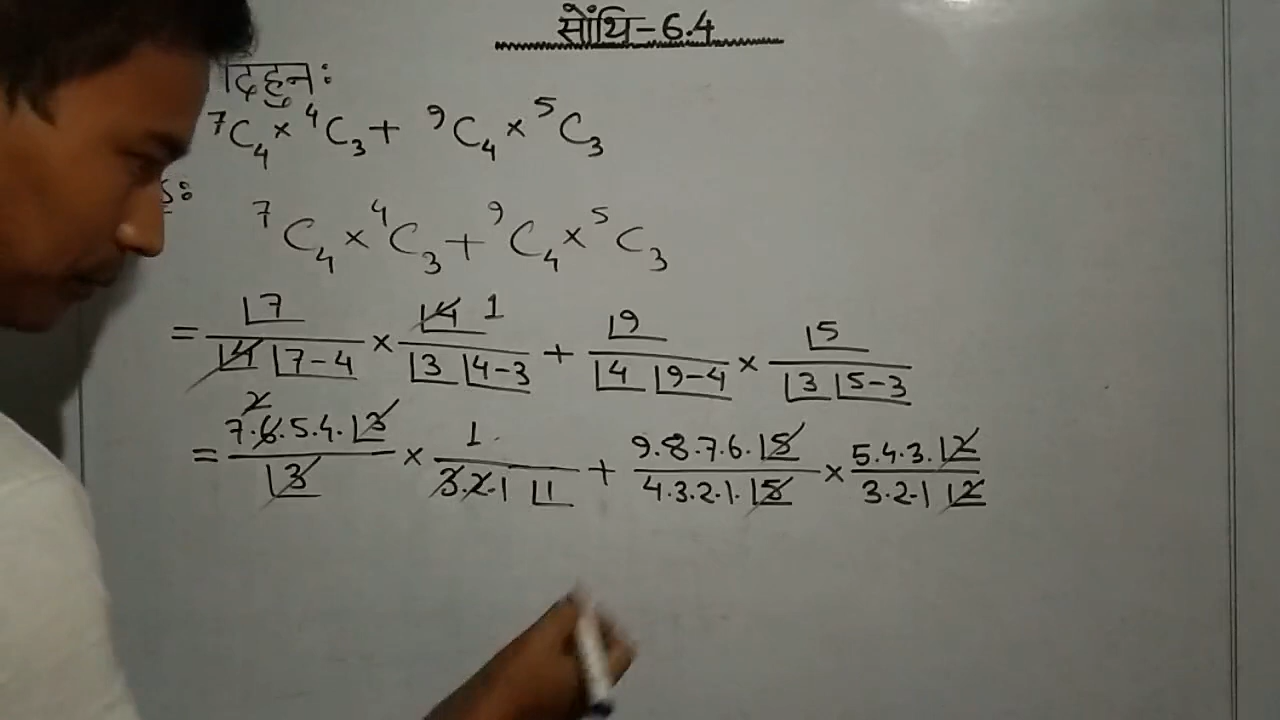 सोंथि-6.4
दिहुन:
⁷C₄ × ⁴C₃ + ⁹C₄ × ⁵C₃
⁷C₄ × ⁴C₃ + ⁹C₄ × ⁵C₃
= |7 / (|4 |7-4) × |4 1 / (|3 |4-3) + |9 / (|4 |9-4) × |5 / (|3 |5-3)
= 2 7.6.5.4.|3 / |3 × 1 / (3.2.1 |1) + 9.8.7.6.|5 / 4.3.2.1.|5 × 5.4.3.|2 / 3.2.1 |2